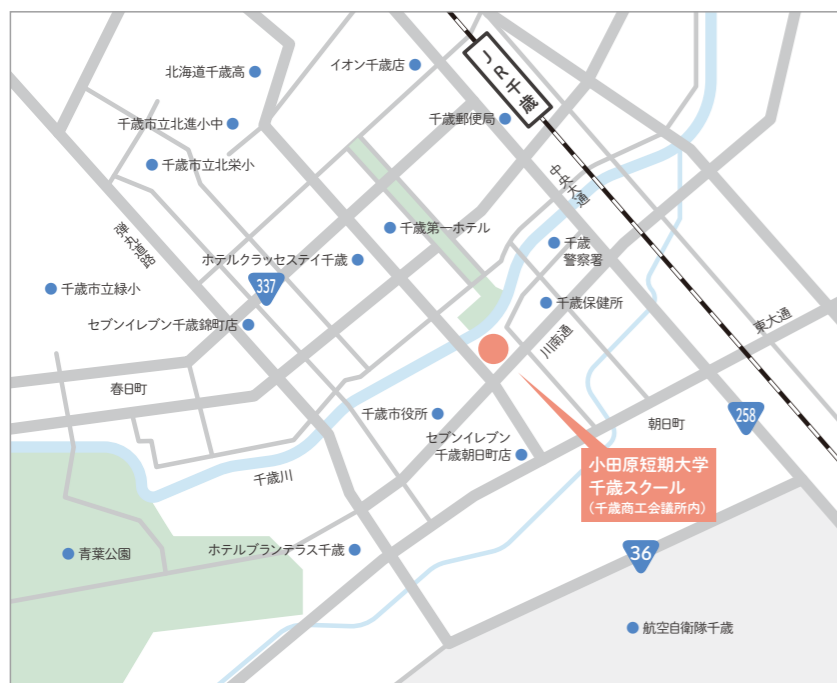 北海道千歳高
イオン千歳店
JR千歳
千歳市立北進小中
千歳郵便局
千歳市立北栄小
中央大通
弾丸道路
千歳第一ホテル
千歳
警察署
ホテルクラッセステイ千歳
337
千歳市立緑小
千歳保健所
セブンイレブン千歳錦町店
川南通
東大通
春日町
千歳市役所
朝日町
258
セブンイレブン
千歳朝日町店
小田原短期大学
千歳スクール
(千歳商工会議所内)
千歳川
青葉公園
ホテルブランテラス千歳
36
航空自衛隊千歳